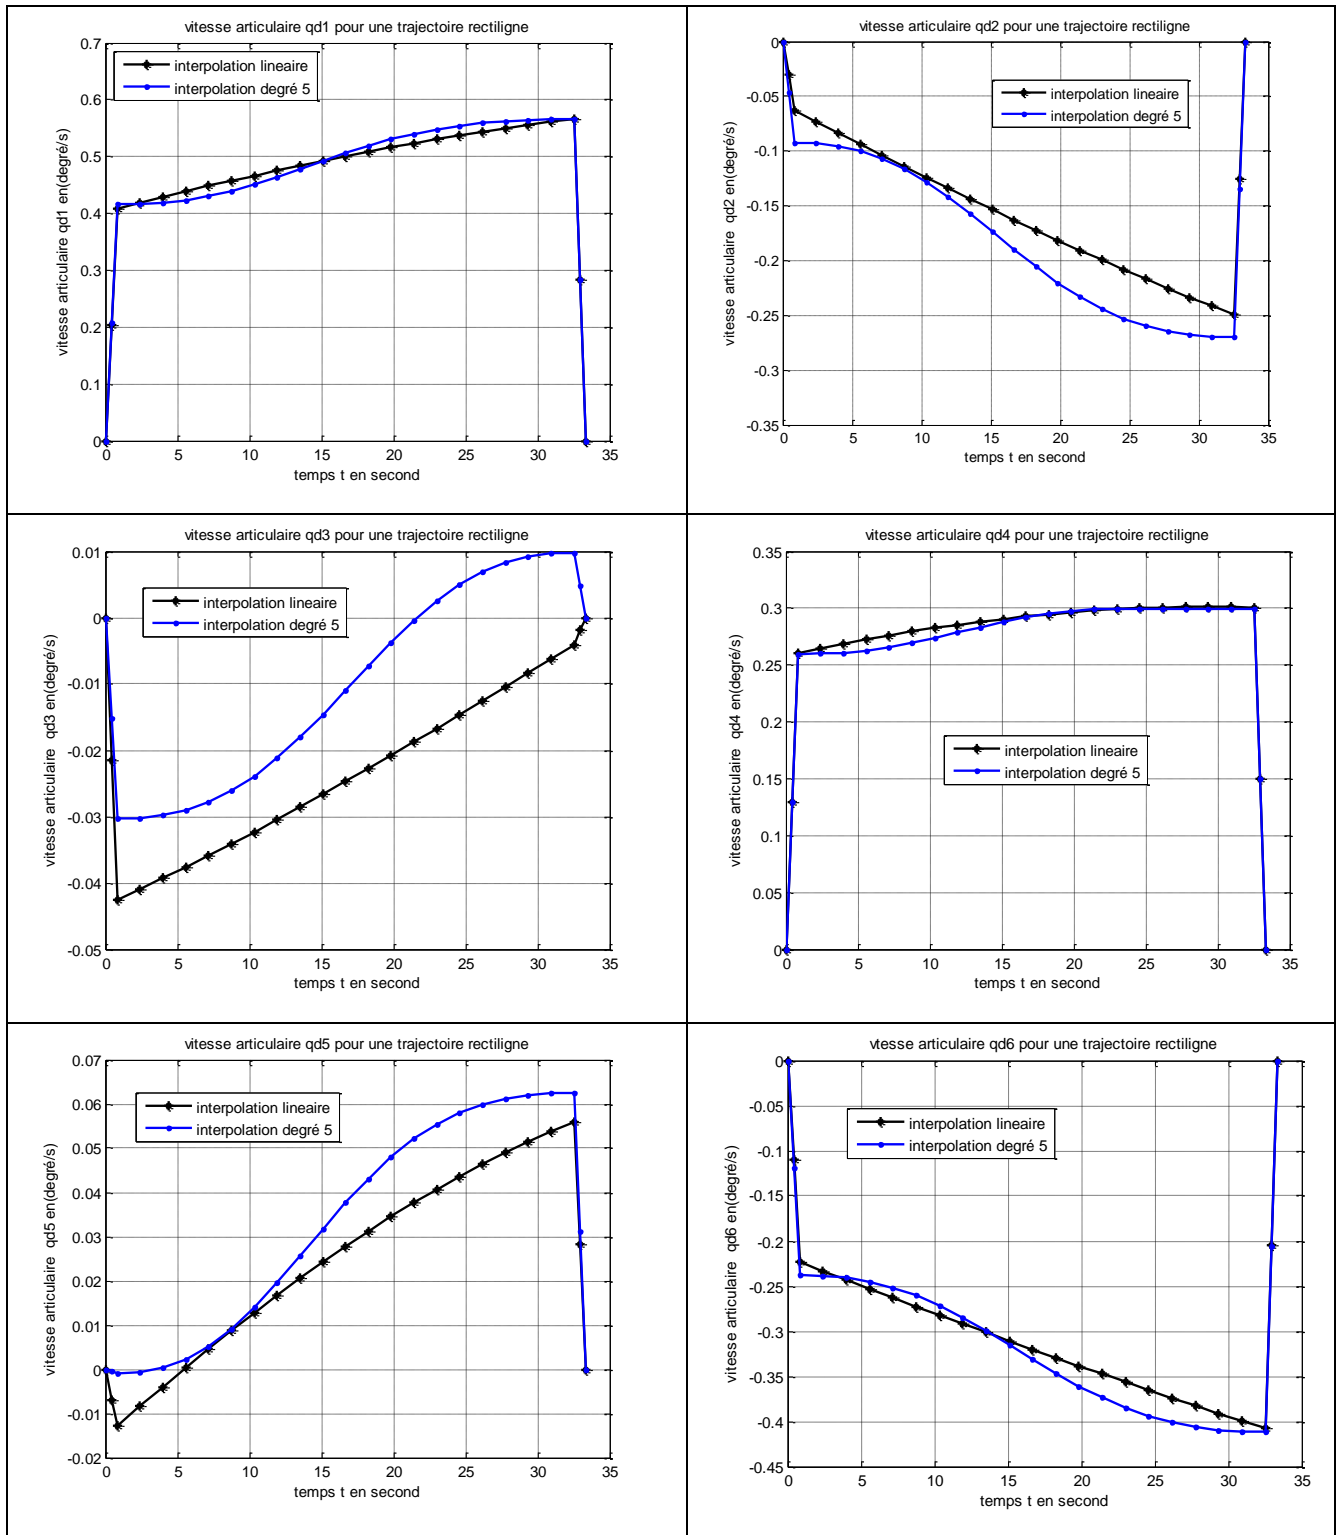 vitesse articulaire qd1 pour une trajectoire rectiligne
0.7
0.6
0.5
0.4
0.3
0.2
0.1
0
vitesse articulaire qd1 en(degré/s)
interpolation lineaire
interpolation degré 5
0 5 10 15 20 25 30 35
temps t en second
vitesse articulaire qd2 pour une trajectoire rectiligne
0
-0.05
-0.1
-0.15
-0.2
-0.25
-0.3
-0.35
vitesse articulaire qd2 en(degré/s)
interpolation lineaire
interpolation degré 5
0 5 10 15 20 25 30 35
temps t en second
vitesse articulaire qd3 pour une trajectoire rectiligne
0.01
0
-0.01
-0.02
-0.03
-0.04
-0.05
vitesse articulaire qd3 en(degré/s)
interpolation lineaire
interpolation degré 5
0 5 10 15 20 25 30 35
temps t en second
vitesse articulaire qd4 pour une trajectoire rectiligne
0.35
0.3
0.25
0.2
0.15
0.1
0.05
0
vitesse articulaire qd4 en(degré/s)
interpolation lineaire
interpolation degré 5
0 5 10 15 20 25 30 35
temps t en second
vitesse articulaire qd5 pour une trajectoire rectiligne
0.07
0.06
0.05
0.04
0.03
0.02
0.01
0
-0.01
-0.02
vitesse articulaire qd5 en(degré/s)
interpolation lineaire
interpolation degré 5
0 5 10 15 20 25 30 35
temps t en second
vtesse articulaire qd6 pour une trajectoire rectiligne
0
-0.05
-0.1
-0.15
-0.2
-0.25
-0.3
-0.35
-0.4
-0.45
vitesse articulaire qd6 en(degré/s)
interpolation lineaire
interpolation degré 5
0 5 10 15 20 25 30 35
temps t en second